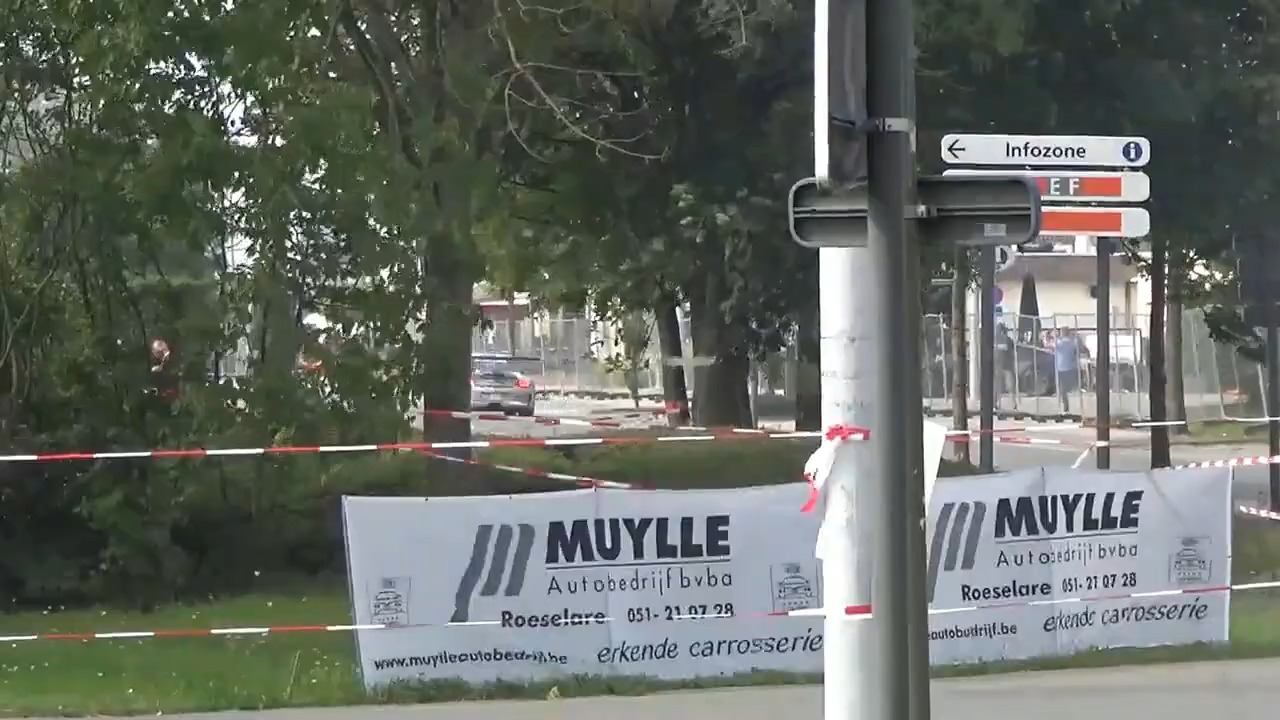 Infozone
E F
MUYLLE
Autobedrijf bvba
Roeselare 051-21 07 28
www.muylleautobedrijf.be
erkende carrosserie
MUYLLE
Autobedrijf bvba
Roeselare 051-21 07 28
autobedrijf.be
erkende carrosserie